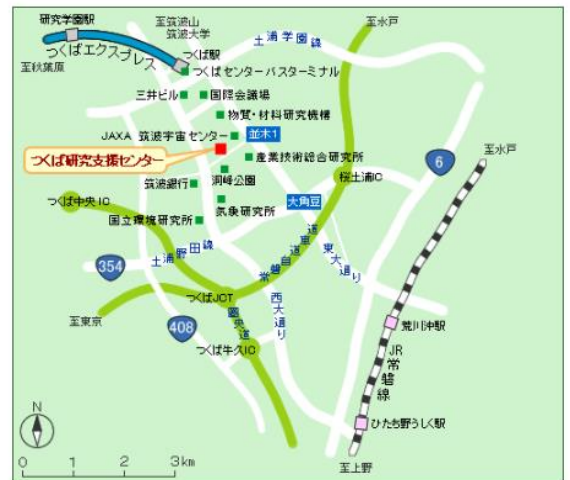 研究学園駅
至筑波山
筑波大学
至水戸
土浦学園線
つくばエクスプレス
つくば駅
至秋葉原
つくばセンターバスターミナル
三井ビル
国際会議場
物質・材料研究機構
JAXA 筑波宇宙センター
並木1
至水戸
つくば研究支援センター
産業技術総合研究所
6
洞峰公園
桜土浦IC
筑波銀行
大角豆
つくば中央IC
気象研究所
国立環境研究所
常磐自動車道
東大通り
土浦野田線
354
西大通り
つくばJCT
圏央道
至東京
408
荒川沖駅
つくば牛久IC
JR常磐線
N
ひたち野うしく駅
0 1 2 3km
至上野